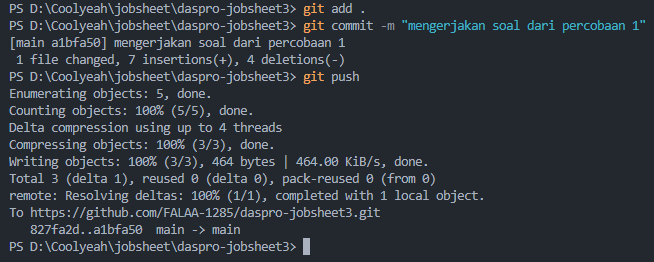 PS D:\Coolyeah\jobsheet\daspro-jobsheet3> git add .
PS D:\Coolyeah\jobsheet\daspro-jobsheet3> git commit -m "mengerjakan soal dari percobaan 1"
[main a1bfa50] mengerjakan soal dari percobaan 1
 1 file changed, 7 insertions(+), 4 deletions(-)
PS D:\Coolyeah\jobsheet\daspro-jobsheet3> git push
Enumerating objects: 5, done.
Counting objects: 100% (5/5), done.
Delta compression using up to 4 threads
Compressing objects: 100% (3/3), done.
Writing objects: 100% (3/3), 464 bytes | 464.00 KiB/s, done.
Total 3 (delta 1), reused 0 (delta 0), pack-reused 0 (from 0)
remote: Resolving deltas: 100% (1/1), completed with 1 local object.
To https://github.com/FALAA-1285/daspro-jobsheet3.git
   827fa2d..a1bfa50  main -> main
PS D:\Coolyeah\jobsheet\daspro-jobsheet3>